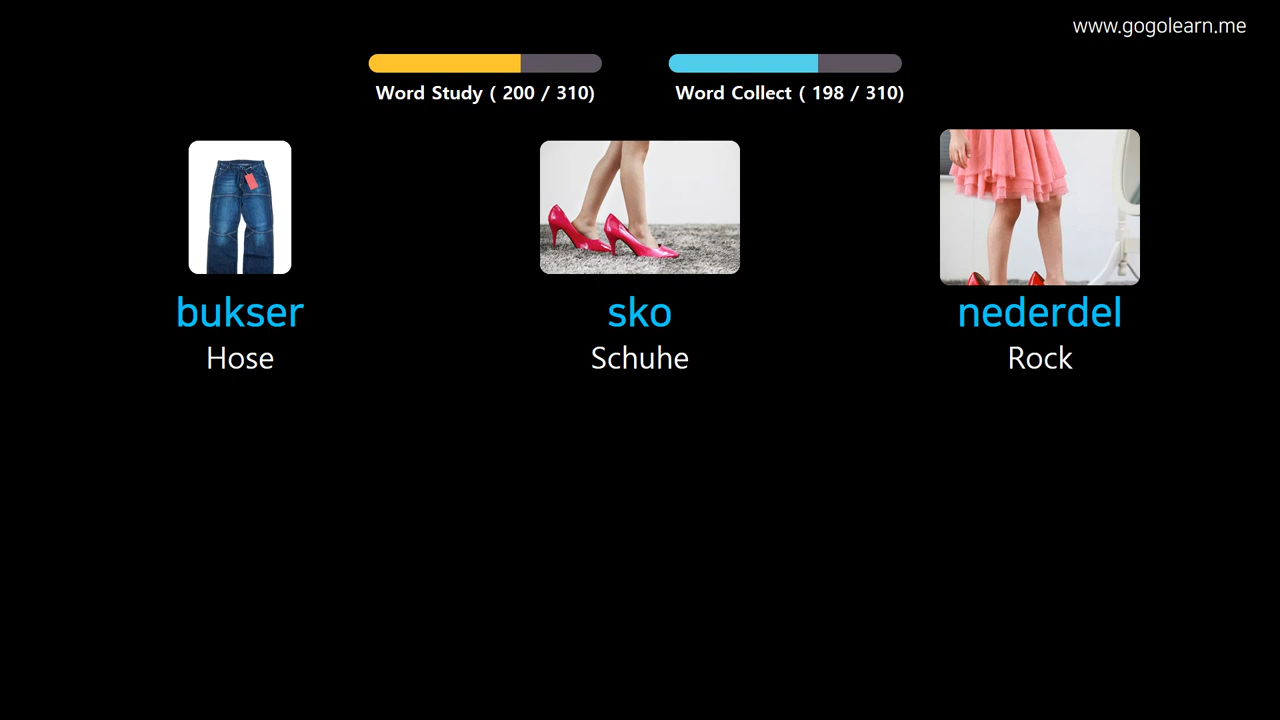 www.gogolearn.me
Word Study ( 200 / 310)
Word Collect ( 198 / 310)
bukser
sko
nederdel
Hose
Schuhe
Rock